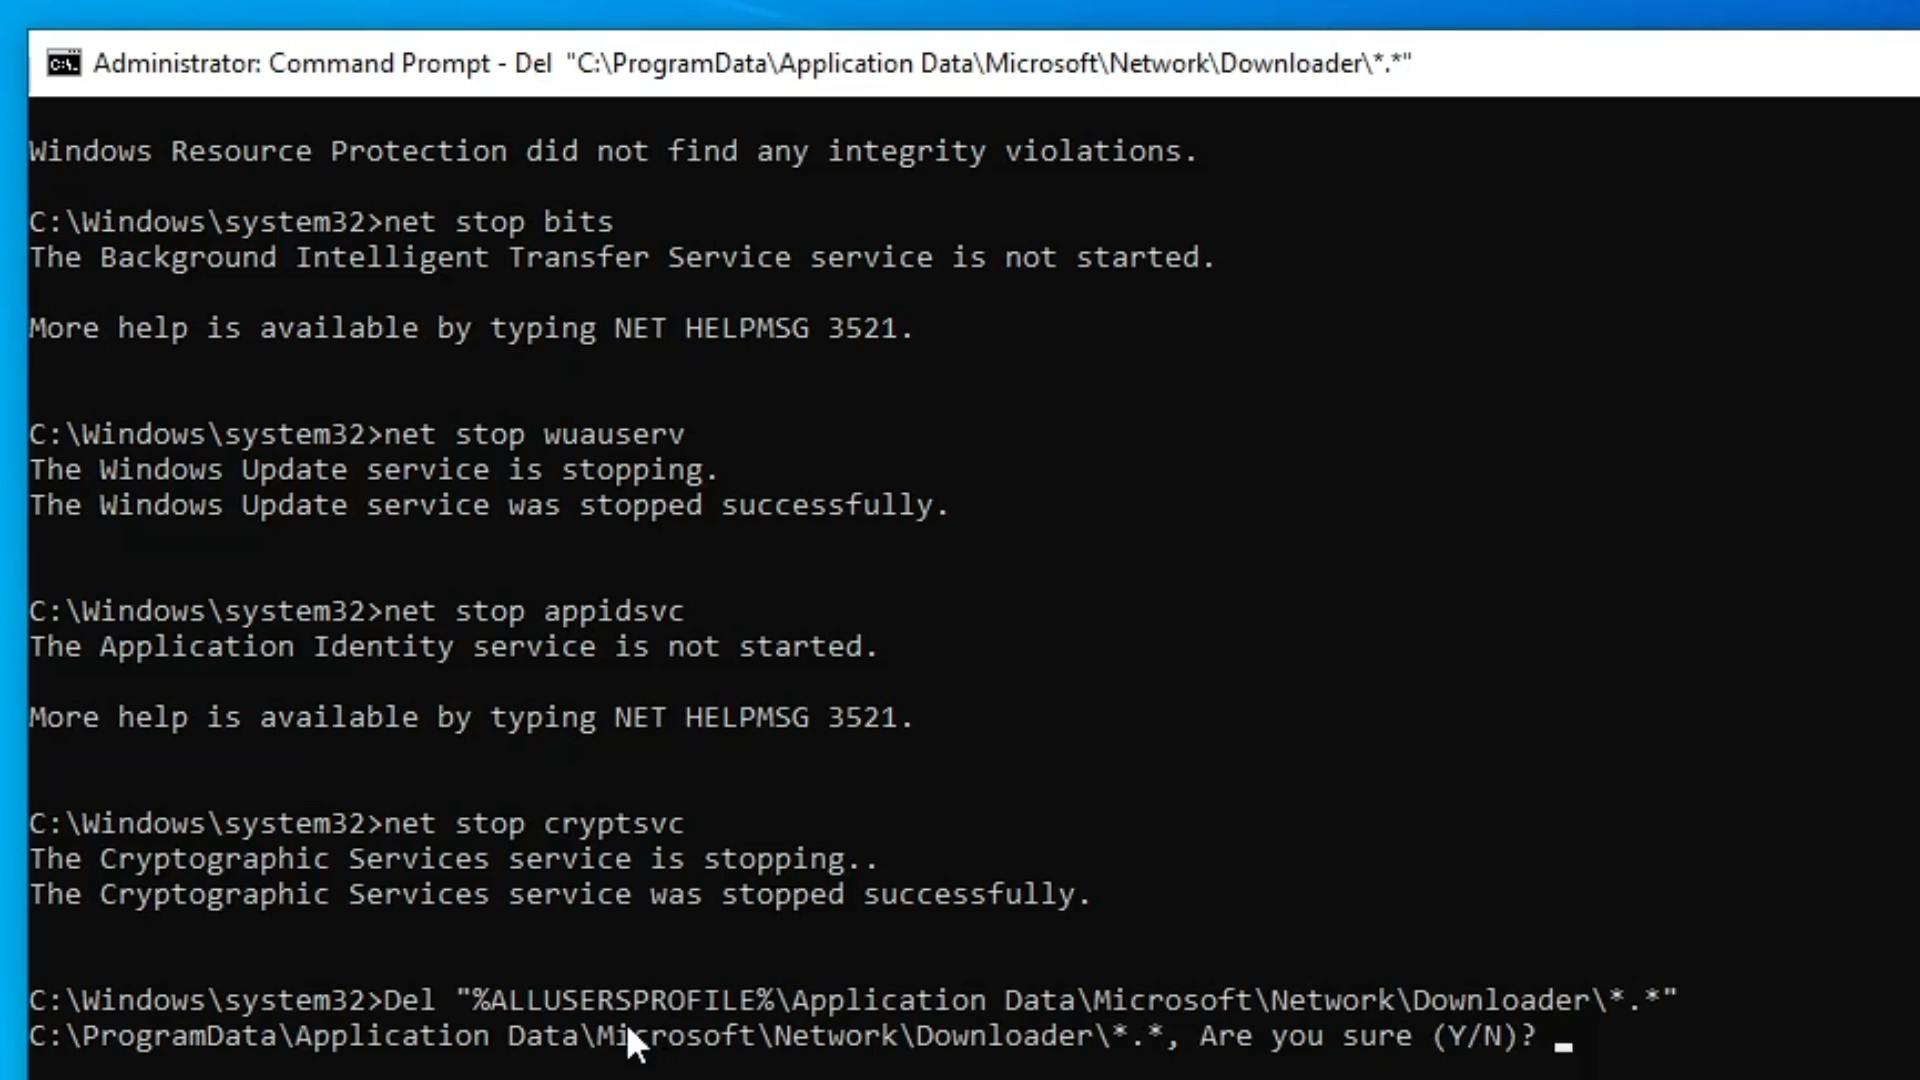 Administrator: Command Prompt - Del  "C:\ProgramData\Application Data\Microsoft\Network\Downloader\*.*"
Windows Resource Protection did not find any integrity violations.
C:\Windows\system32>net stop bits
The Background Intelligent Transfer Service service is not started.
More help is available by typing NET HELPMSG 3521.
C:\Windows\system32>net stop wuauserv
The Windows Update service is stopping.
The Windows Update service was stopped successfully.
C:\Windows\system32>net stop appidsvc
The Application Identity service is not started.
More help is available by typing NET HELPMSG 3521.
C:\Windows\system32>net stop cryptsvc
The Cryptographic Services service is stopping..
The Cryptographic Services service was stopped successfully.
C:\Windows\system32>Del "%ALLUSERSPROFILE%\Application Data\Microsoft\Network\Downloader\*.*"
C:\ProgramData\Application Data\Microsoft\Network\Downloader\*.*, Are you sure (Y/N)?